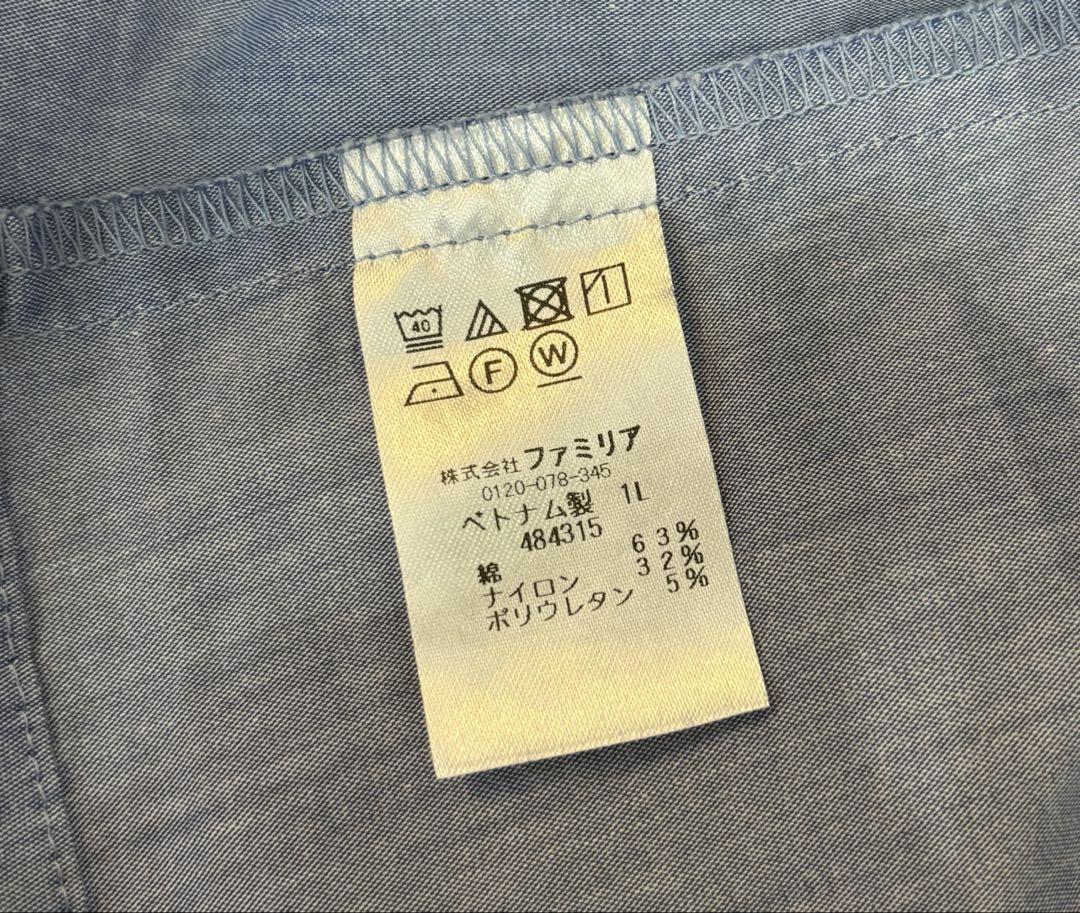 40
F W
株式会社ファミリア
0120-078-345
ベトナム製 1L
484315
綿 63%
ナイロン 32%
ポリウレタン 5%